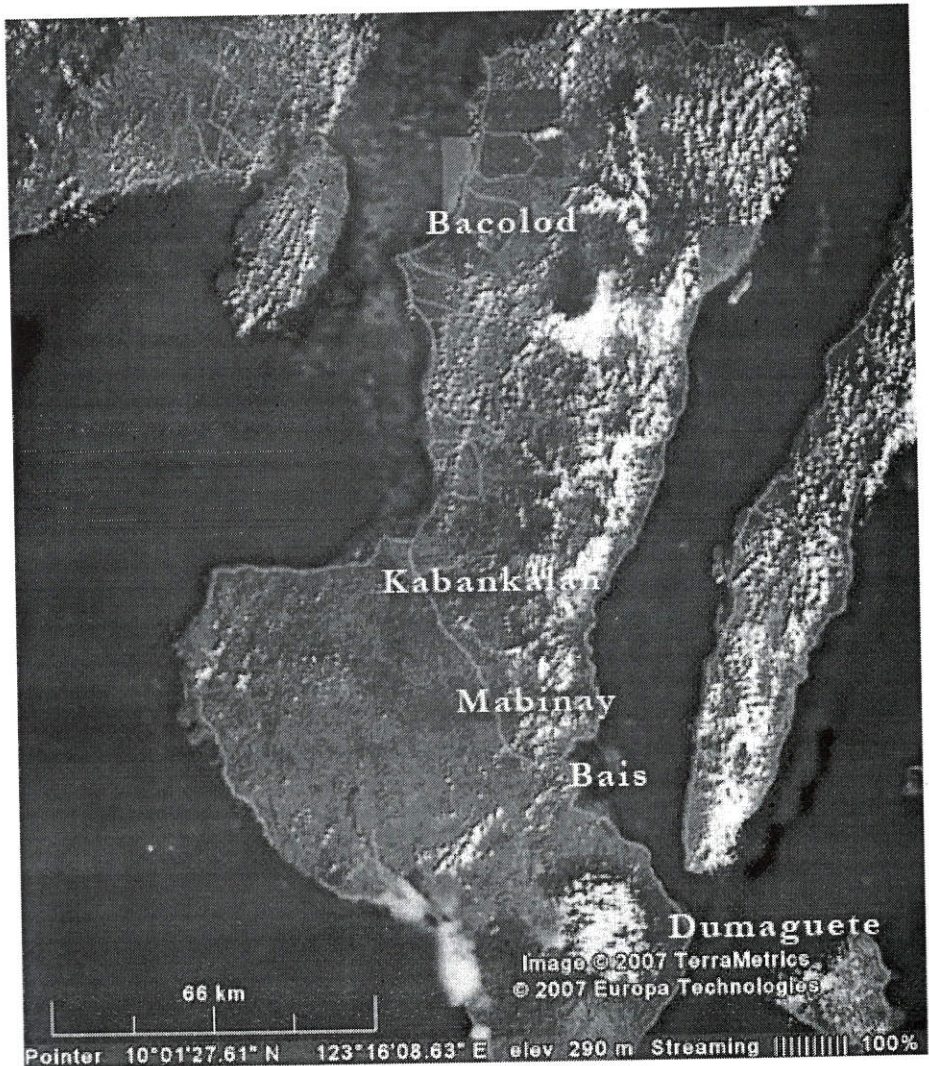 Bacolod
Kabankalan
Mabinay
Bais
Dumaguete
Image © 2007 TerraMetrics
© 2007 Europa Technologies
66 km
Pointer 10°01'27.61" N 123°16'08.63" E elev 290 m Streaming |||||||||| 100%